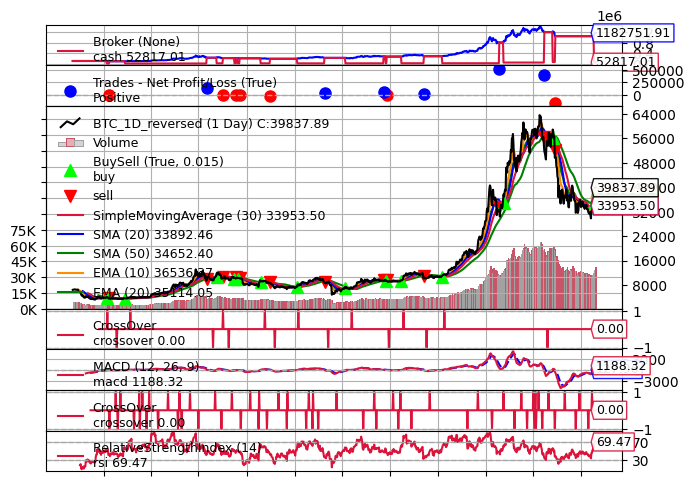 1e6
Broker (None)
cash 52817.01
1182751.91
0.8
52817.01
Trades - Net Profit/Loss (True)
Positive
500000
250000
0
BTC_1D_reversed (1 Day) C:39837.89
Volume
BuySell (True, 0.015)
buy
sell
SimpleMovingAverage (30) 33953.50
SMA (20) 33892.46
SMA (50) 34652.40
EMA (10) 36536.27
EMA (20) 35114.05
75K
60K
45K
30K
15K
0K
64000
56000
48000
39837.89
33953.50
24000
16000
8000
CrossOver
crossover 0.00
1
0.00
−1
MACD (12, 26, 9)
macd 1188.32
1188.32
−3000
CrossOver
crossover 0.00
1
0.00
−1
RelativeStrengthIndex (14)
rsi 69.47
69.47
70
30